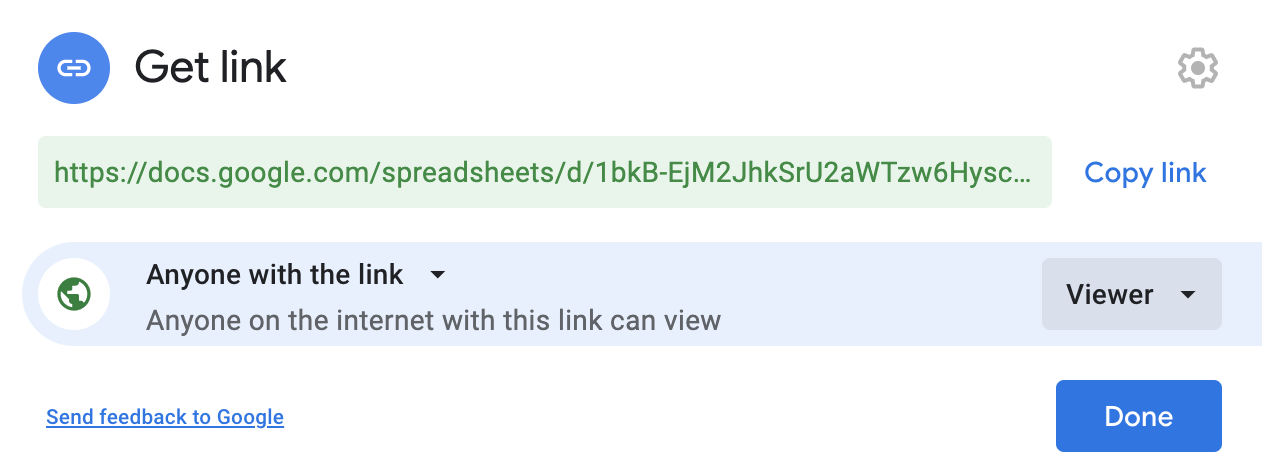 Get link
https://docs.google.com/spreadsheets/d/1bkB-EjM2JhkSrU2aWTzw6Hysc...
Copy link
Anyone with the link
Anyone on the internet with this link can view
Viewer
Send feedback to Google
Done